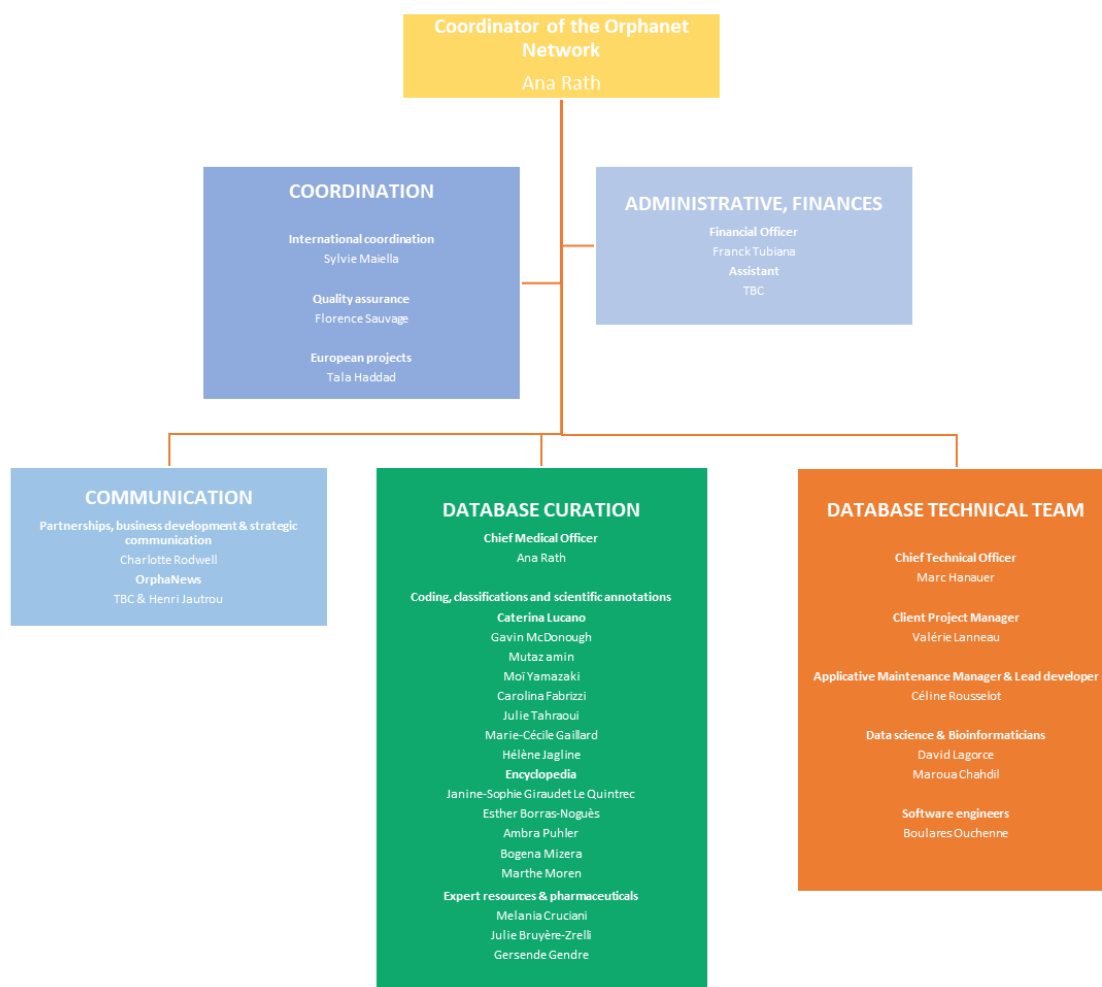 Coordinator of the Orphanet
Network
Ana Rath
COORDINATION
International coordination
Sylvie Maiella
Quality assurance
Florence Sauvage
European projects
Tala Haddad
ADMINISTRATIVE, FINANCES
Financial Officer
Franck Tubiana
Assistant
TBC
COMMUNICATION
Partnerships, business development & strategic
communication
Charlotte Rodwell
OrphaNews
TBC & Henri Jautrou
DATABASE CURATION
Chief Medical Officer
Ana Rath
Coding, classifications and scientific annotations
Caterina Lucano
Gavin McDonough
Mutaz amin
Moï Yamazaki
Carolina Fabrizzi
Julie Tahraoui
Marie-Cécile Gaillard
Hélène Jagline
Encyclopedia
Janine-Sophie Giraudet Le Quintrec
Esther Borras-Noguès
Ambra Puhler
Bogena Mizera
Marthe Moren
Expert resources & pharmaceuticals
Melania Cruciani
Julie Bruyère-Zrelli
Gersende Gendre
DATABASE TECHNICAL TEAM
Chief Technical Officer
Marc Hanauer
Client Project Manager
Valérie Lanneau
Applicative Maintenance Manager & Lead developer
Céline Rousselot
Data science & Bioinformaticians
David Lagorce
Maroua Chahdil
Software engineers
Boulares Ouchenne